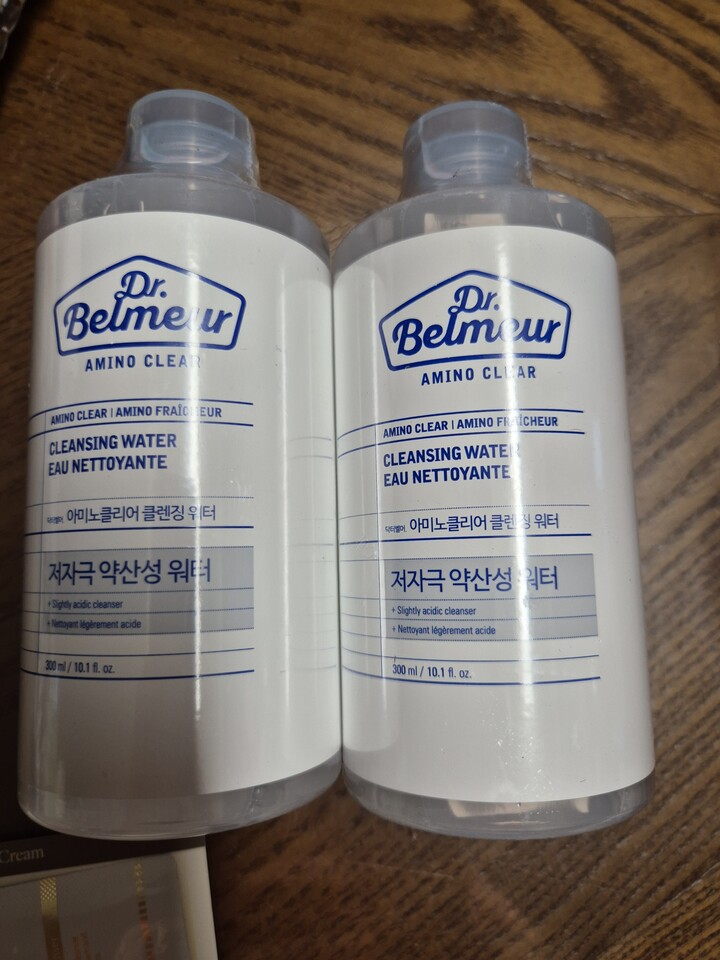 Dr.
Belmeur
AMINO CLEAR
AMINO CLEAR | AMINO FRAÎCHEUR
CLEANSING WATER
EAU NETTOYANTE
닥터벨머 아미노클리어 클렌징 워터
저자극 약산성 워터
+ Slightly acidic cleanser
+ Nettoyant légèrement acide
300 ml / 10.1 fl. oz.
Dr.
Belmeur
AMINO CLEAR
AMINO CLEAR | AMINO FRAÎCHEUR
CLEANSING WATER
EAU NETTOYANTE
닥터벨머 아미노클리어 클렌징 워터
저자극 약산성 워터
+ Slightly acidic cleanser
+ Nettoyant légèrement acide
300 ml / 10.1 fl. oz.
Cream